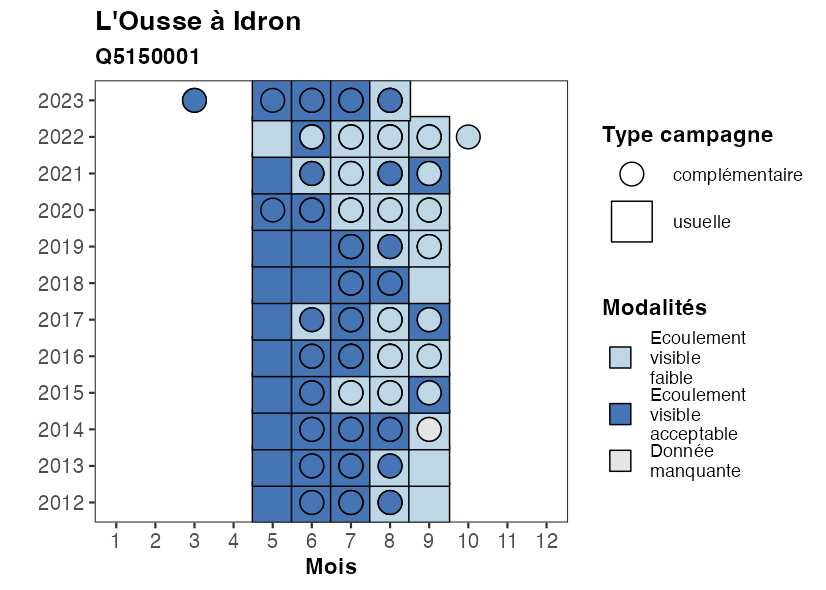 L'Ousse à Idron
Q5150001
2023
2022
2021
2020
2019
2018
2017
2016
2015
2014
2013
2012
1 2 3 4 5 6 7 8 9 10 11 12
Mois
Type campagne
complémentaire
usuelle
Modalités
Ecoulement
visible
faible
Ecoulement
visible
acceptable
Donnée
manquante